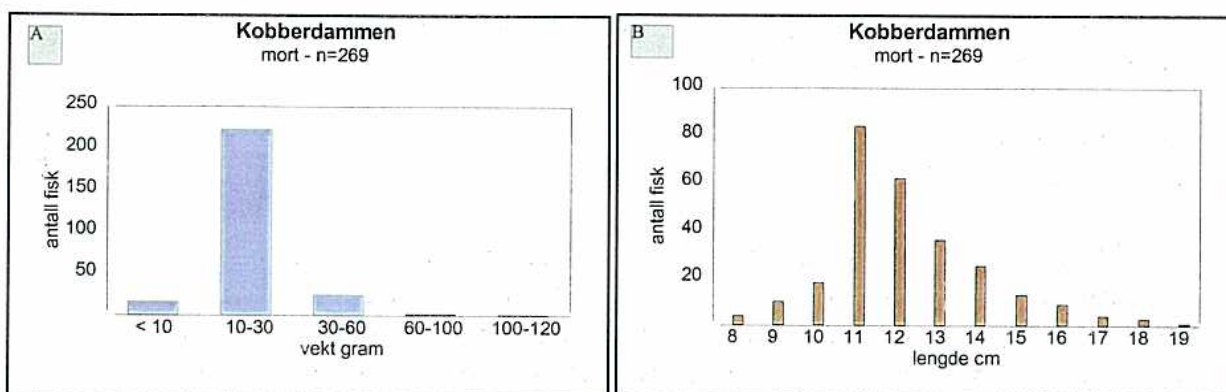 A
Kobberdammen
mort - n=269
250
200
150
100
50
antall fisk
< 10 10-30 30-60 60-100 100-120
vekt gram
B
Kobberdammen
mort - n=269
100
80
60
40
20
antall fisk
8 9 10 11 12 13 14 15 16 17 18 19
lengde cm